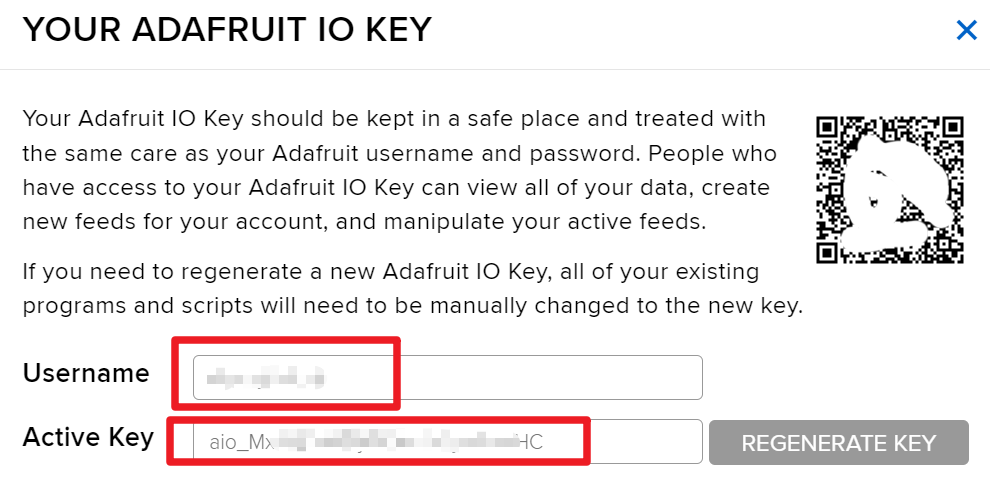 YOUR ADAFRUIT IO KEY
Your Adafruit IO Key should be kept in a safe place and treated with
the same care as your Adafruit username and password. People who
have access to your Adafruit IO Key can view all of your data, create
new feeds for your account, and manipulate your active feeds.
If you need to regenerate a new Adafruit IO Key, all of your existing
programs and scripts will need to be manually changed to the new key.
Username
Active Key
REGENERATE KEY